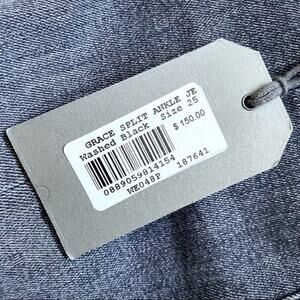 GRACE SPLIT ANKLE JE
Washed Black Size 25
$150.00
0889059814154
WE048P 187641